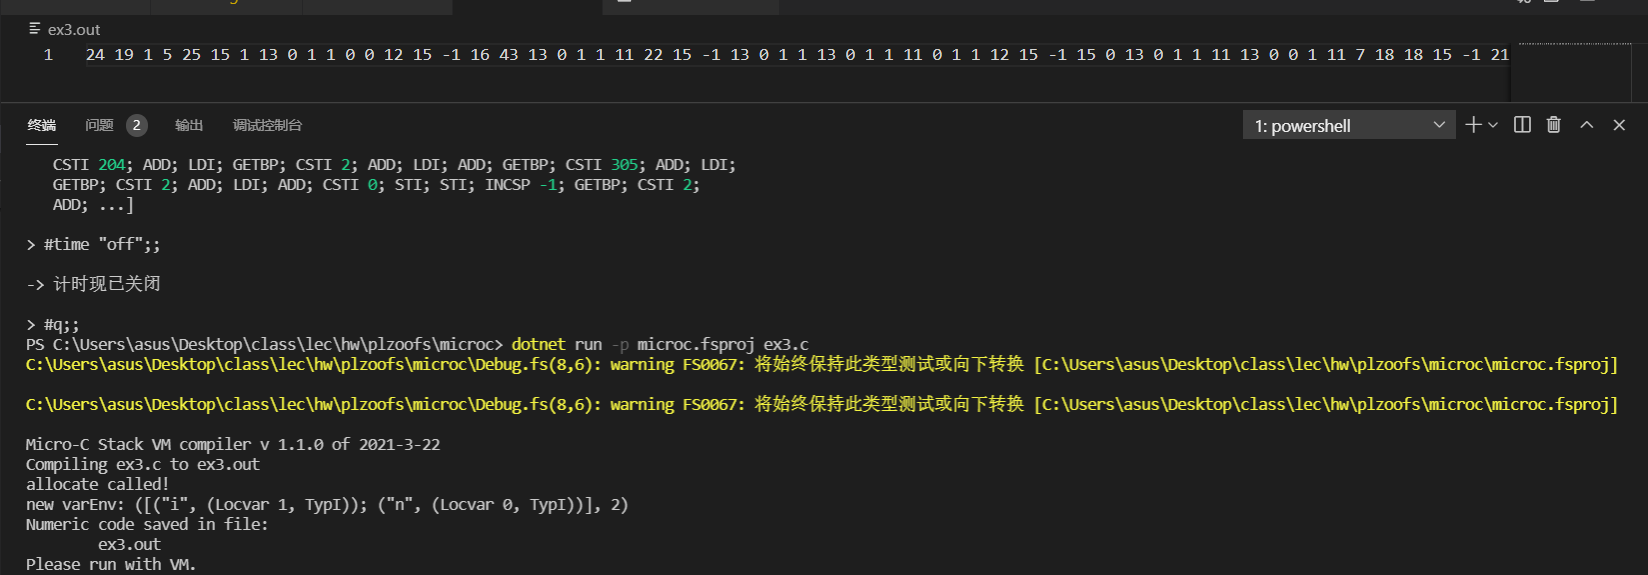 ex3.out
1 24 19 1 5 25 15 1 13 0 1 1 0 0 12 15 -1 16 43 13 0 1 1 11 22 15 -1 13 0 1 1 13 0 1 1 11 0 1 1 12 15 -1 15 0 13 0 1 1 11 13 0 0 1 11 7 18 18 15 -1 21
终端 问题 2 输出 调试控制台 1: powershell
CSTI 204; ADD; LDI; GETBP; CSTI 2; ADD; LDI; ADD; GETBP; CSTI 305; ADD; LDI;
GETBP; CSTI 2; ADD; LDI; ADD; CSTI 0; STI; STI; INCSP -1; GETBP; CSTI 2;
ADD; ...]
> #time "off";;
-> 计时现已关闭
> #q;;
PS C:\Users\asus\Desktop\class\lec\hw\plzoofs\microc> dotnet run -p microc.fsproj ex3.c
C:\Users\asus\Desktop\class\lec\hw\plzoofs\microc\Debug.fs(8,6): warning FS0067: 将始终保持此类型测试或向下转换 [C:\Users\asus\Desktop\class\lec\hw\plzoofs\microc\microc.fsproj]
C:\Users\asus\Desktop\class\lec\hw\plzoofs\microc\Debug.fs(8,6): warning FS0067: 将始终保持此类型测试或向下转换 [C:\Users\asus\Desktop\class\lec\hw\plzoofs\microc\microc.fsproj]
Micro-C Stack VM compiler v 1.1.0 of 2021-3-22
Compiling ex3.c to ex3.out
allocate called!
new varEnv: ([("i", (Locvar 1, TypI)); ("n", (Locvar 0, TypI))], 2)
Numeric code saved in file:
ex3.out
Please run with VM.